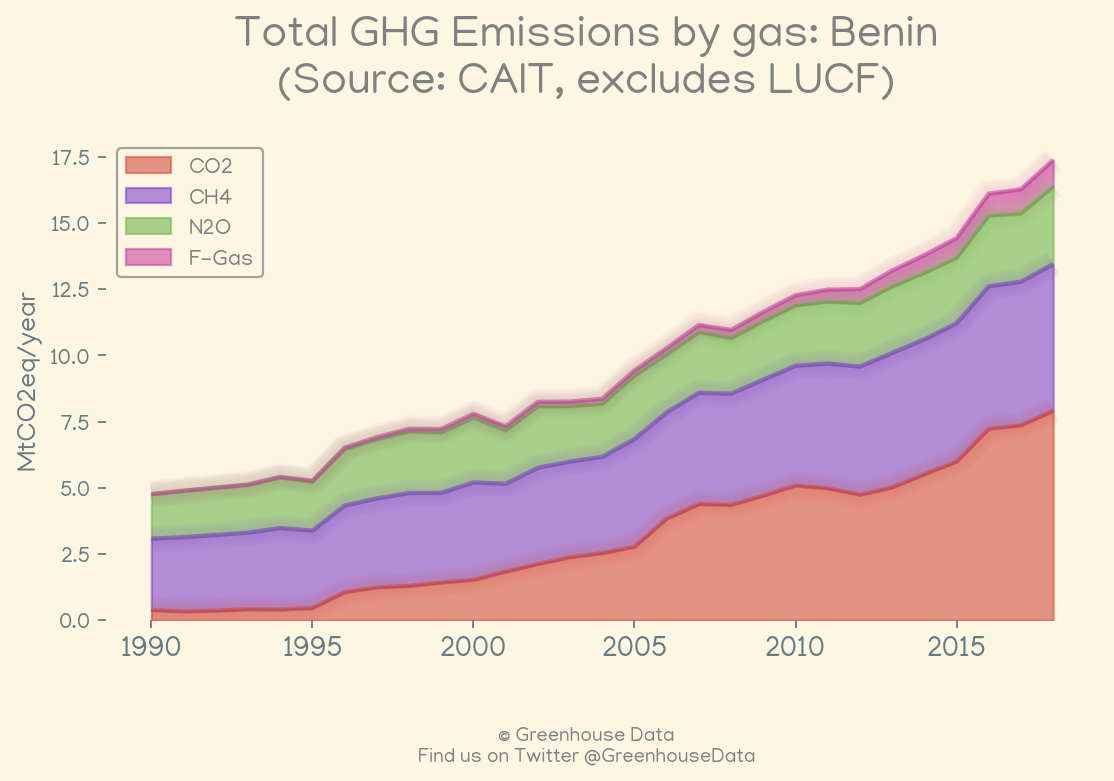 Total GHG Emissions by gas: Benin
(Source: CAIT, excludes LUCF)
17.5
15.0
12.5
10.0
7.5
5.0
2.5
0.0
MtCO2eq/year
CO2
CH4
N2O
F-Gas
1990 1995 2000 2005 2010 2015
© Greenhouse Data
Find us on Twitter @GreenhouseData